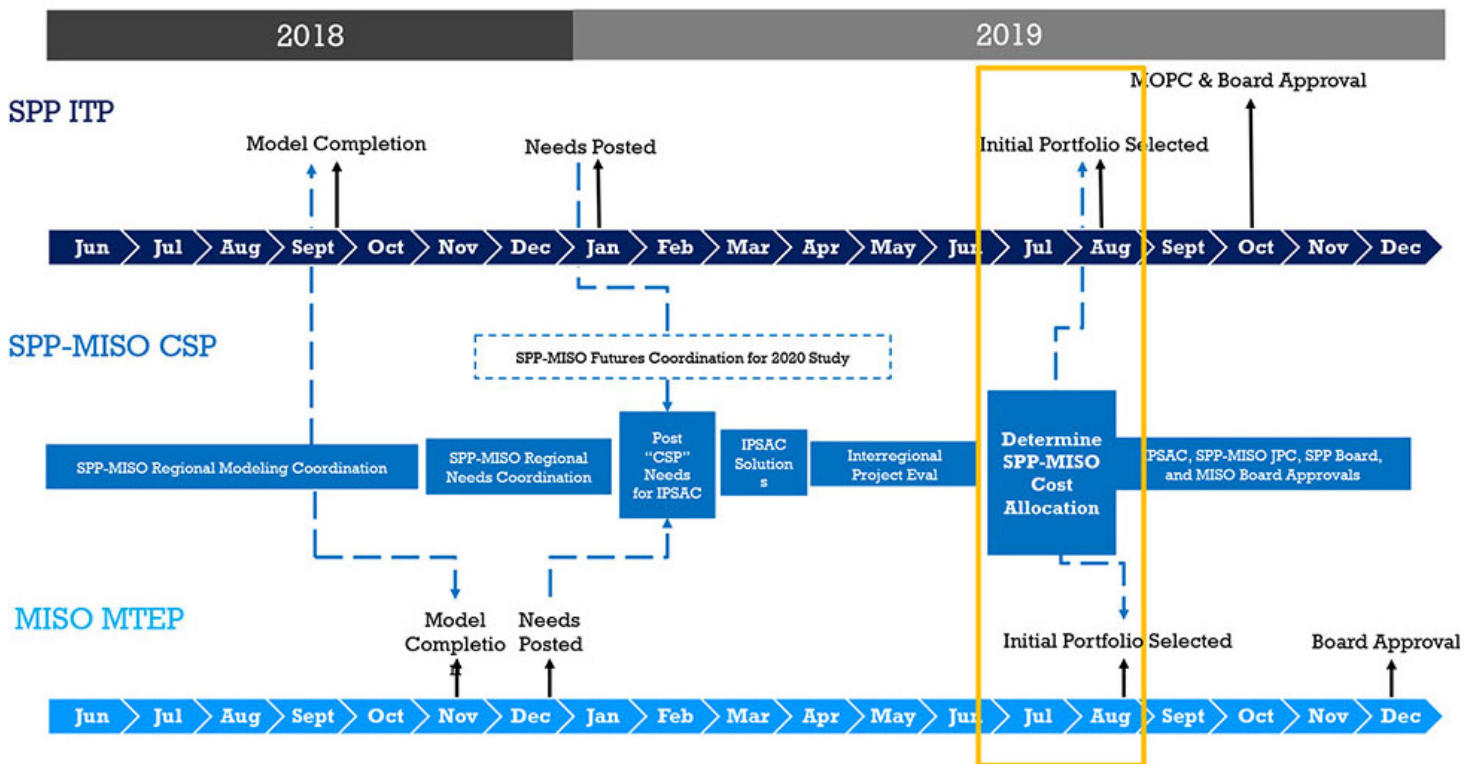 2018
2019
MOPC & Board Approval
SPP ITP
Model Completion
Needs Posted
Initial Portfolio Selected
Jun Jul Aug Sept Oct Nov Dec Jan Feb Mar Apr May Jun Jul Aug Sept Oct Nov Dec
SPP-MISO CSP
SPP-MISO Futures Coordination for 2020 Study
SPP-MISO Regional Modeling Coordination
SPP-MISO Regional
Needs Coordination
Post
“CSP”
Needs
for IPSAC
IPSAC
Solution
s
Interregional
Project Eval
Determine
SPP-MISO
Cost
Allocation
IPSAC, SPP-MISO JPC, SPP Board,
and MISO Board Approvals
MISO MTEP
Model
Completio
n
Needs
Posted
Initial Portfolio Selected
Board Approval
Jun Jul Aug Sept Oct Nov Dec Jan Feb Mar Apr May Jun Jul Aug Sept Oct Nov Dec